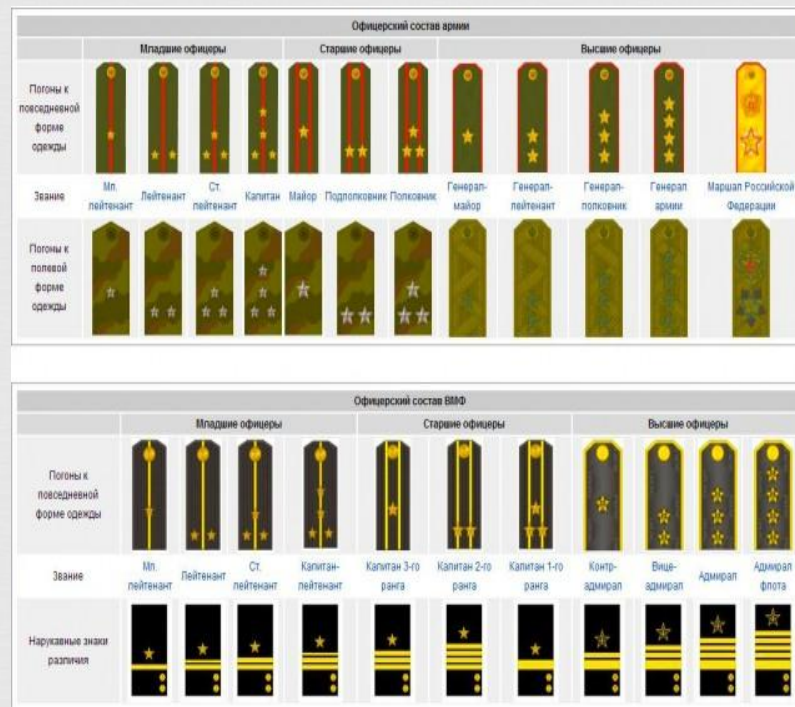 Офицерский состав армии
Младшие офицеры Старшие офицеры Высшие офицеры
Погоны к
повседневной
форме
одежды
Звание
Мл.
лейтенант
Лейтенант
Ст.
лейтенант
Капитан
Майор
Подполковник
Полковник
Генерал-
майор
Генерал-
лейтенант
Генерал-
полковник
Генерал
армии
Маршал Российской
Федерации
Погоны к
полевой
форме
одежды
Офицерский состав ВМФ
Младшие офицеры Старшие офицеры Высшие офицеры
Погоны к
повседневной
форме одежды
Звание
Мл.
лейтенант
Лейтенант
Ст.
лейтенант
Капитан-
лейтенант
Капитан 3-го
ранга
Капитан 2-го
ранга
Капитан 1-го
ранга
Контр-
адмирал
Вице-
адмирал
Адмирал
Адмирал
флота
Нарукавные знаки
различия